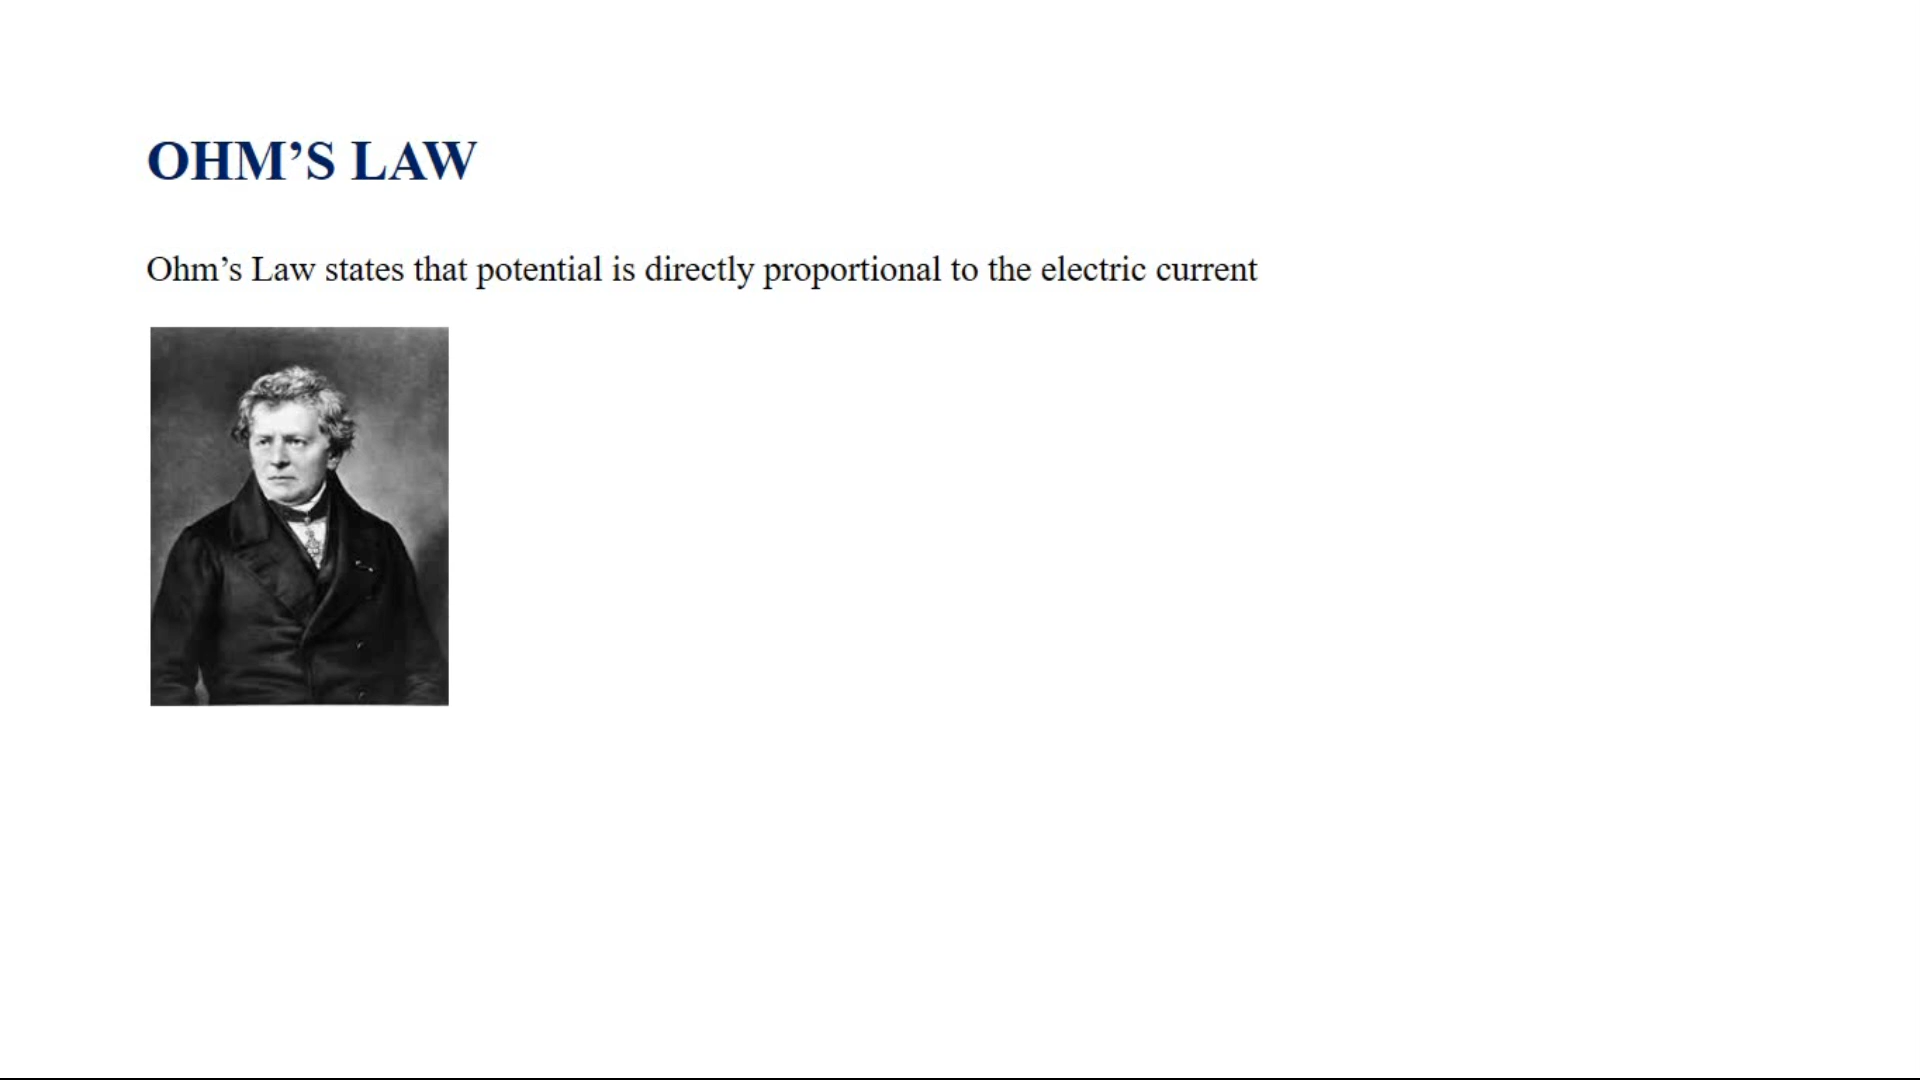 OHM’S LAW
Ohm’s Law states that potential is directly proportional to the electric current